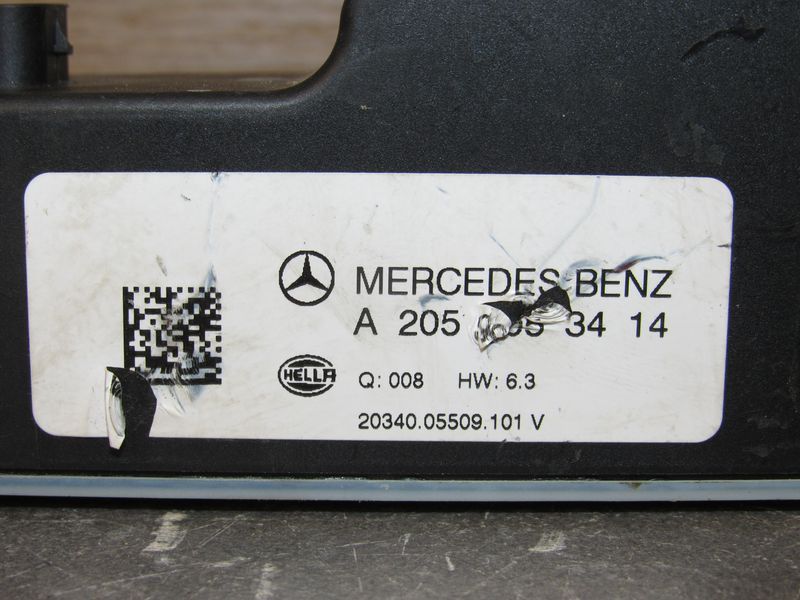 MERCEDES-BENZ
A 205 34 14
HELLA
Q: 008 HW: 6.3
20340.05509.101 V